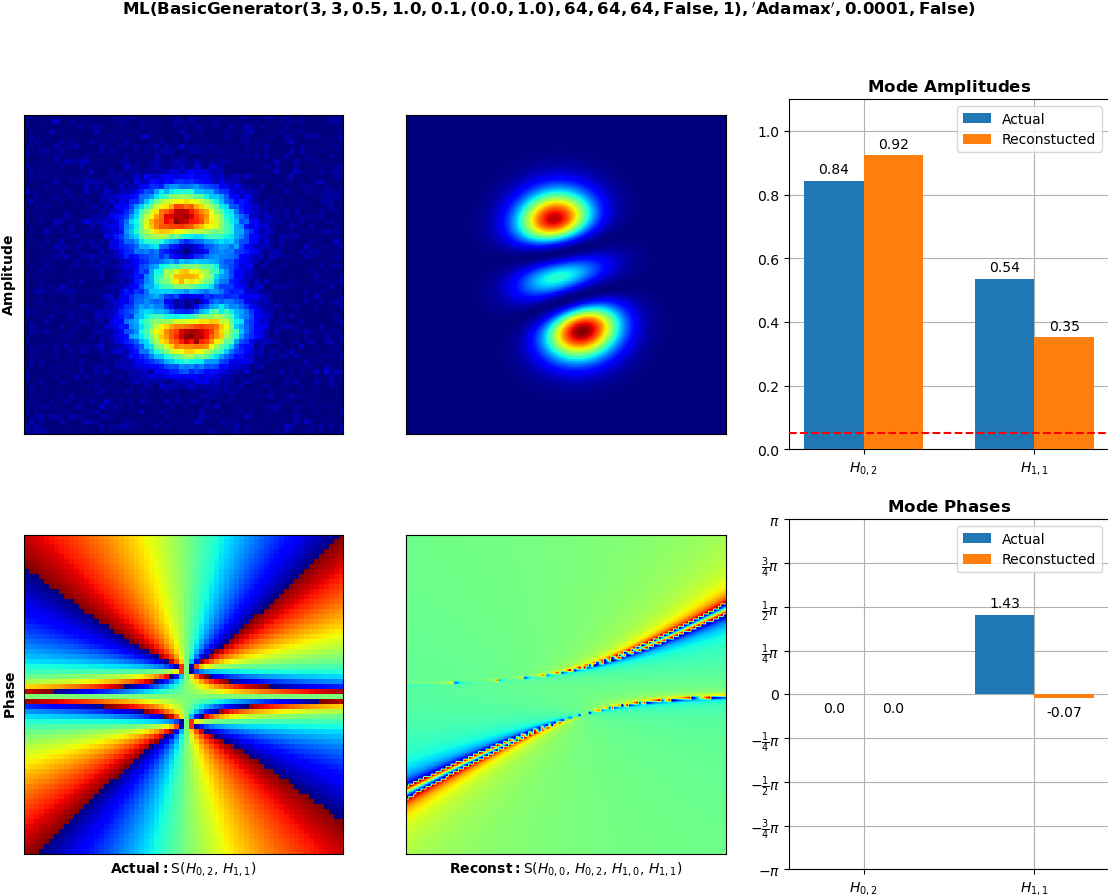 ML(BasicGenerator(3, 3, 0.5, 1.0, 0.1, (0.0, 1.0), 64, 64, 64, False, 1), ′Adamax′, 0.0001, False)
Amplitude
Mode Amplitudes
Actual
Reconstucted
1.0
0.8
0.6
0.4
0.2
0.0
0.84
0.92
0.54
0.35
H0, 2
H1, 1
Phase
Actual: S(H0, 2, H1, 1)
Reconst: S(H0, 0, H0, 2, H1, 0, H1, 1)
Mode Phases
Actual
Reconstucted
π
3/4π
1/2π
1/4π
0
−1/4π
−1/2π
−3/4π
−π
0.0
0.0
1.43
-0.07
H0, 2
H1, 1